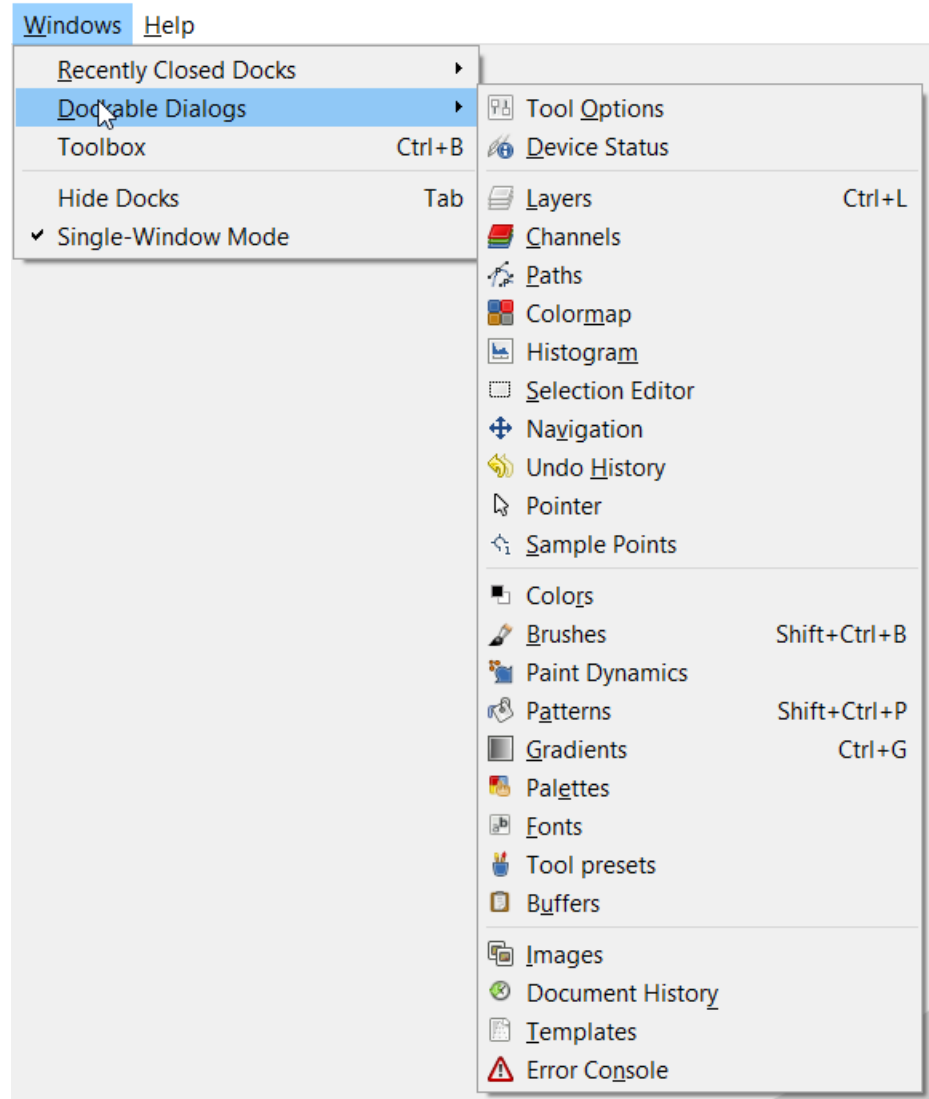 Windows Help
Recently Closed Docks
Dockable Dialogs
Toolbox Ctrl+B
Hide Docks Tab
Single-Window Mode
Tool Options
Device Status
Layers Ctrl+L
Channels
Paths
Colormap
Histogram
Selection Editor
Navigation
Undo History
Pointer
Sample Points
Colors
Brushes Shift+Ctrl+B
Paint Dynamics
Patterns Shift+Ctrl+P
Gradients Ctrl+G
Palettes
Fonts
Tool presets
Buffers
Images
Document History
Templates
Error Console